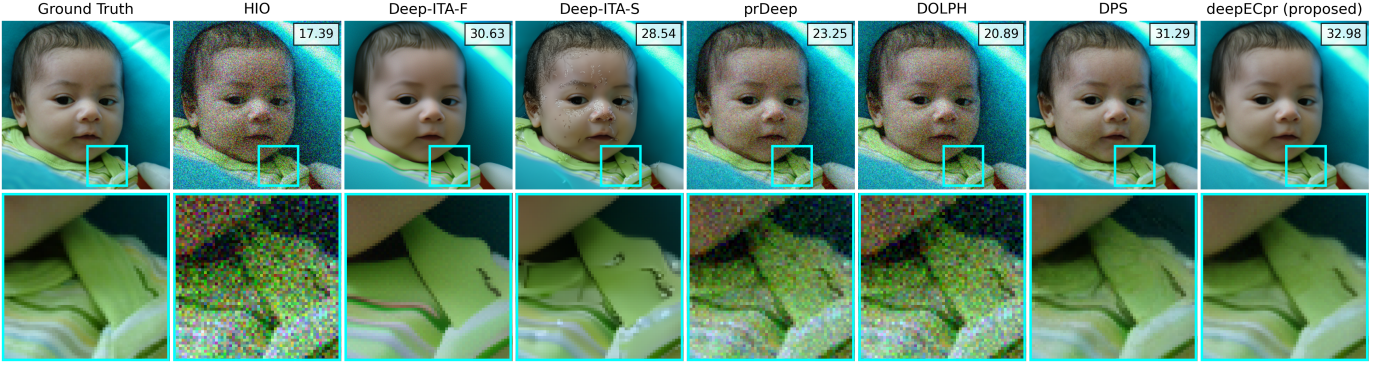 Ground Truth HIO Deep-ITA-F Deep-ITA-S prDeep DOLPH DPS deepECpr (proposed)
17.39 30.63 28.54 23.25 20.89 31.29 32.98